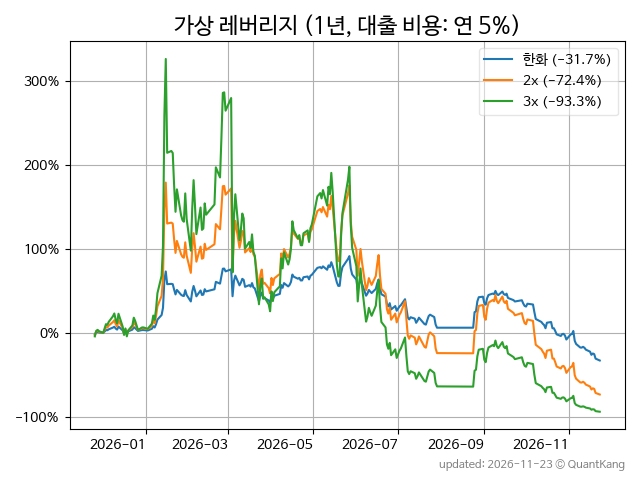 가상 레버리지 (1년, 대출 비용: 연 5%)
한화 (-31.7%)
2x (-72.4%)
3x (-93.3%)
300%
200%
100%
0%
-100%
2026-01
2026-03
2026-05
2026-07
2026-09
2026-11
updated: 2026-11-23 © QuantKang